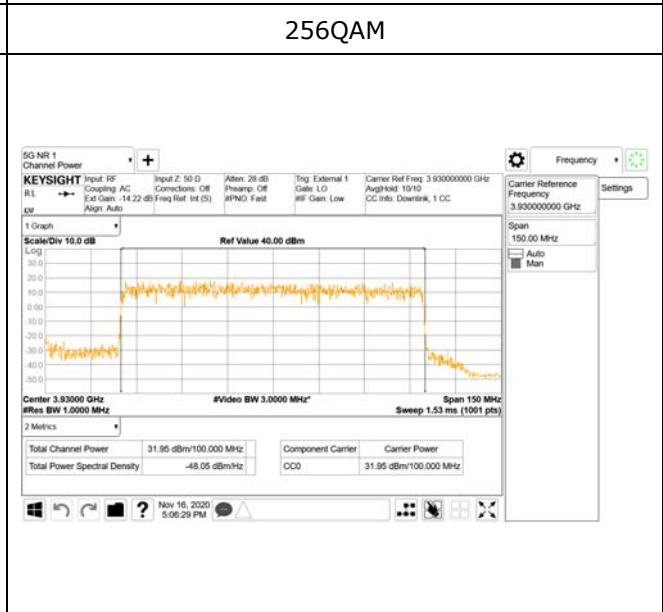 256QAM
5G NR 1
Channel Power
+
Frequency
KEYSIGHT
RL
Input: RF
Coupling: AC
Ext Gain: -14.22 dB
Align: Auto
Input Z: 50 Ω
Corrections: Off
Freq Ref: Int (S)
Atten: 28 dB
Preamp: Off
#PNO: Fast
Trig: External 1
Gate: LO
#IF Gain: Low
Carrier Ref Freq: 3.930000000 GHz
Avg|Hold: 10/10
CC Info: Downlink, 1 CC
Carrier Reference
Frequency
3.930000000 GHz
Settings
Span
150.00 MHz
Auto
Man
1 Graph
Scale/Div 10.0 dB
Ref Value 40.00 dBm
Log
30.0
20.0
10.0
0.00
-10.0
-20.0
-30.0
-40.0
-50.0
Center 3.93000 GHz
#Video BW 3.0000 MHz*
Span 150 MHz
#Res BW 1.0000 MHz
Sweep 1.53 ms (1001 pts)
2 Metrics
Total Channel Power 31.95 dBm/100.000 MHz
Total Power Spectral Density -48.05 dBm/Hz
Component Carrier Carrier Power
CC0 31.95 dBm/100.000 MHz
?
Nov 16, 2020
5:06:29 PM